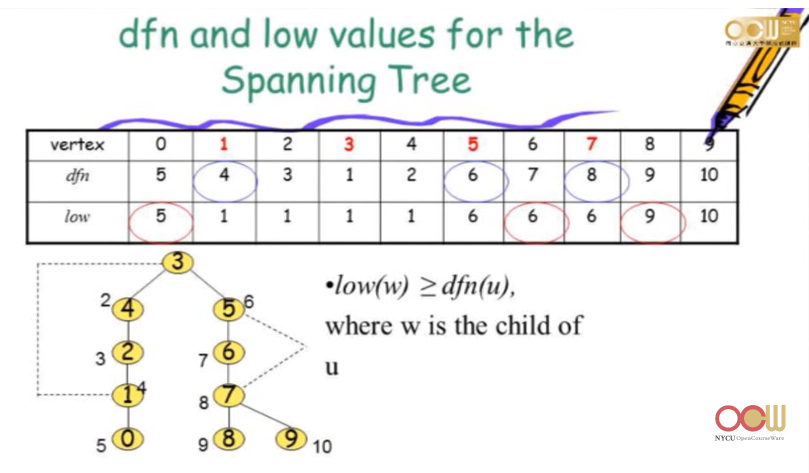 dfn and low values for the
Spanning Tree
OCW
vertex 0 1 2 3 4 5 6 7 8 9
dfn 5 4 3 1 2 6 7 8 9 10
low 5 1 1 1 1 6 6 6 9 10
3
2 4 5 6
3 2 7 6
1 4 8 7
5 0 9 8 9 10
•low(w) ≥ dfn(u),
where w is the child of
u
OCW
NYCU OpenCourseWare